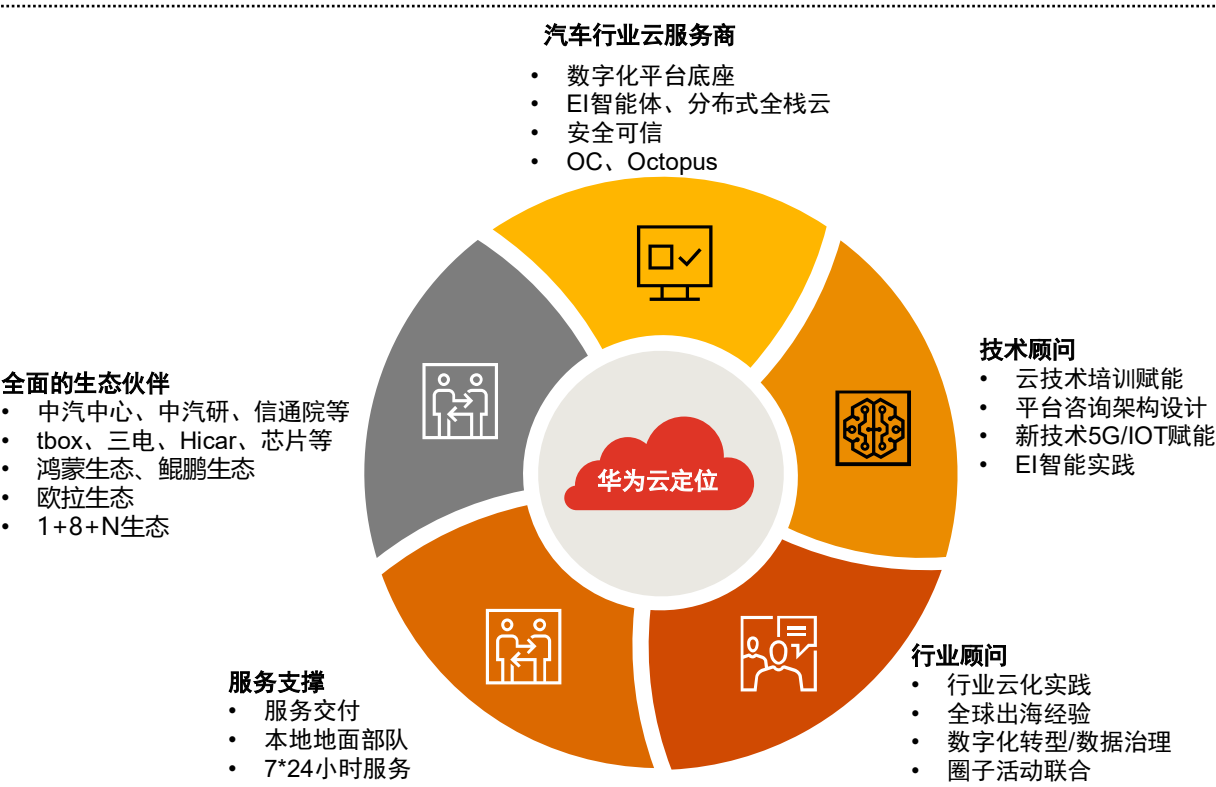 汽车行业云服务商
• 数字化平台底座
• EI智能体、分布式全栈云
• 安全可信
• OC、Octopus
技术顾问
• 云技术培训赋能
• 平台咨询架构设计
• 新技术5G/IOT赋能
• EI智能实践
全面的生态伙伴
• 中汽中心、中汽研、信通院等
• tbox、三电、Hicar、芯片等
• 鸿蒙生态、鲲鹏生态
• 欧拉生态
• 1+8+N生态
华为云定位
行业顾问
• 行业云化实践
• 全球出海经验
• 数字化转型/数据治理
• 圈子活动联合
服务支撑
• 服务交付
• 本地地面部队
• 7*24小时服务